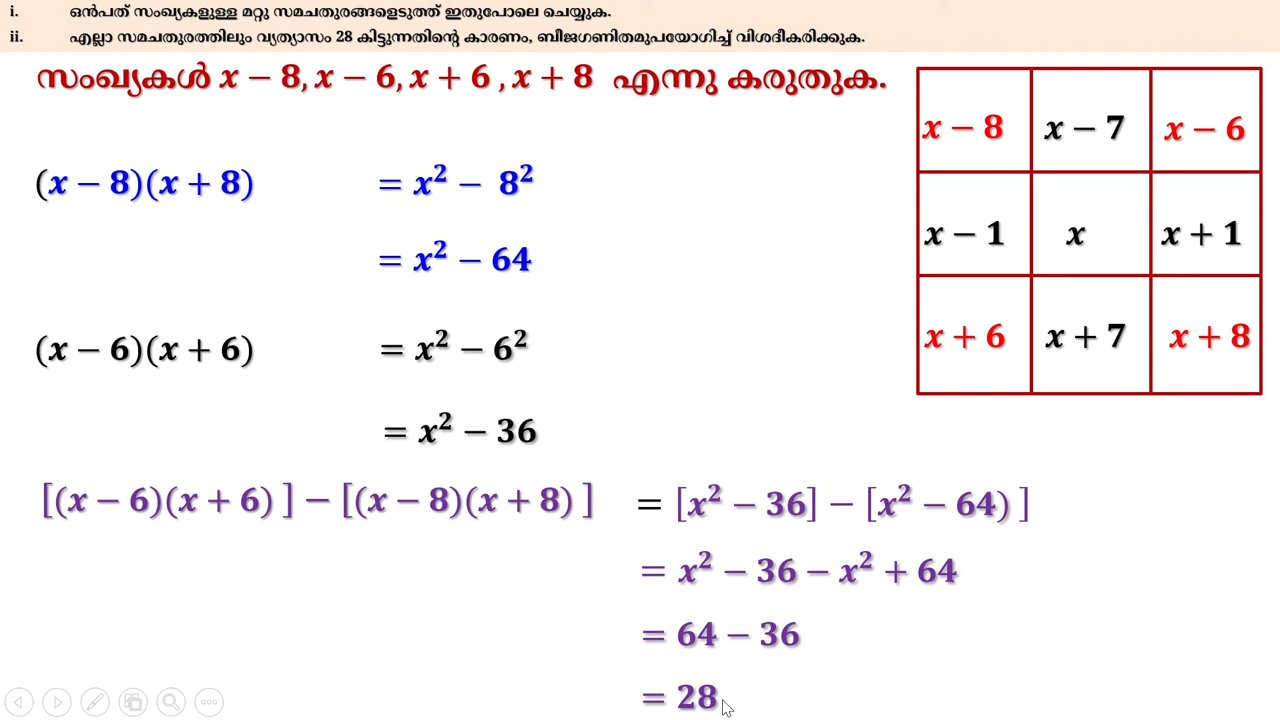 i. ഒൻപത് സംഖ്യകളുള്ള മറ്റു സമചതുരങ്ങളെടുത്ത് ഇതുപോലെ ചെയ്യുക.
ii. എല്ലാ സമചതുരത്തിലും വ്യത്യാസം 28 കിട്ടുന്നതിന്റെ കാരണം, ബീജഗണിതമുപയോഗിച്ച് വിശദീകരിക്കുക.
സംഖ്യകൾ x − 8, x − 6, x + 6 , x + 8 എന്നു കരുതുക.
(x − 8)(x + 8) = x² − 8²
= x² − 64
(x − 6)(x + 6) = x² − 6²
= x² − 36
[(x − 6)(x + 6) ] − [(x − 8)(x + 8) ] = [x² − 36] − [x² − 64) ]
= x² − 36 − x² + 64
= 64 − 36
= 28
x − 8 x − 7 x − 6
x − 1 x x + 1
x + 6 x + 7 x + 8